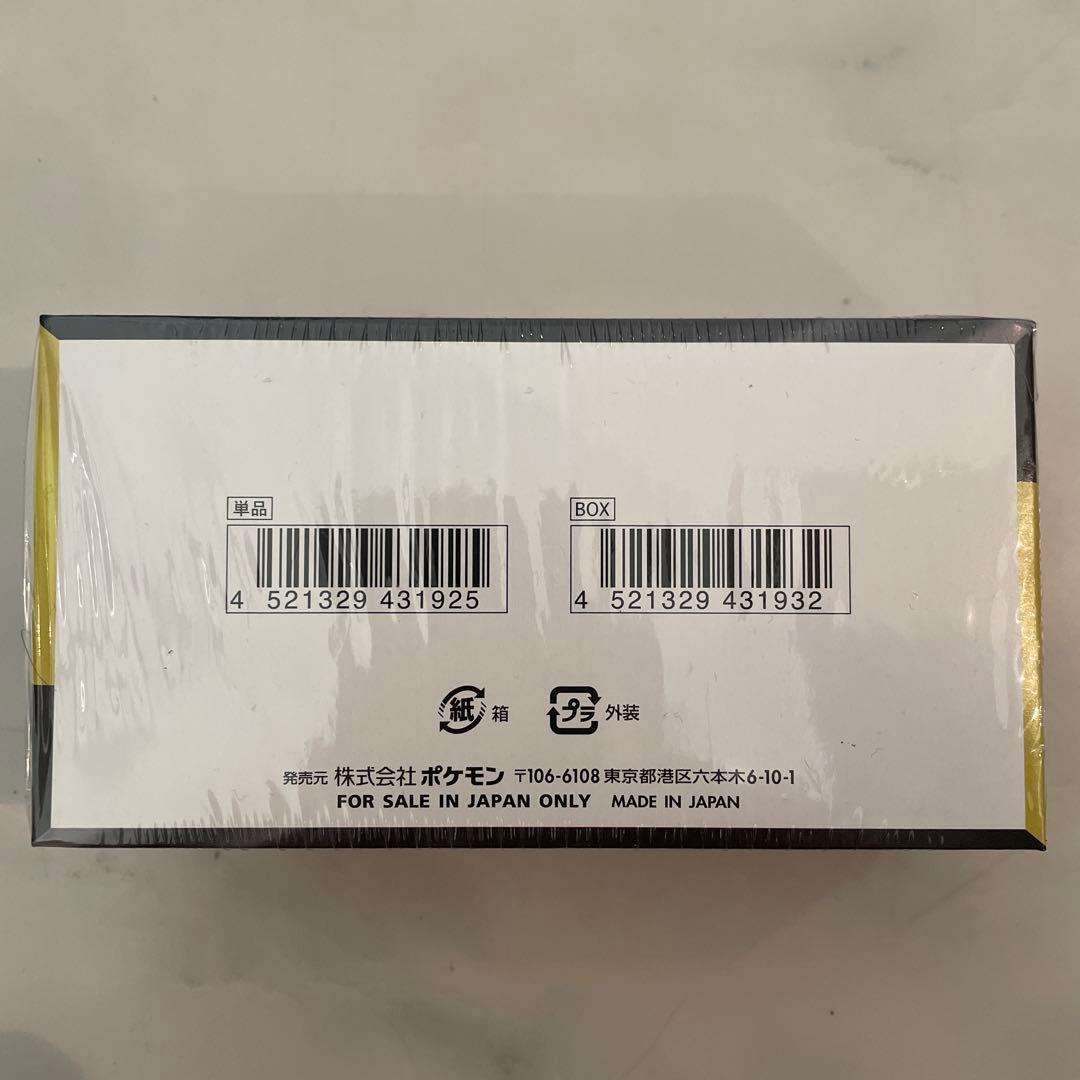 単品
BOX
4 521329 431925
4 521329 431932
紙 箱
プラ 外装
発売元 株式会社 ポケモン 〒106-6108 東京都港区六本木6-10-1
FOR SALE IN JAPAN ONLY MADE IN JAPAN